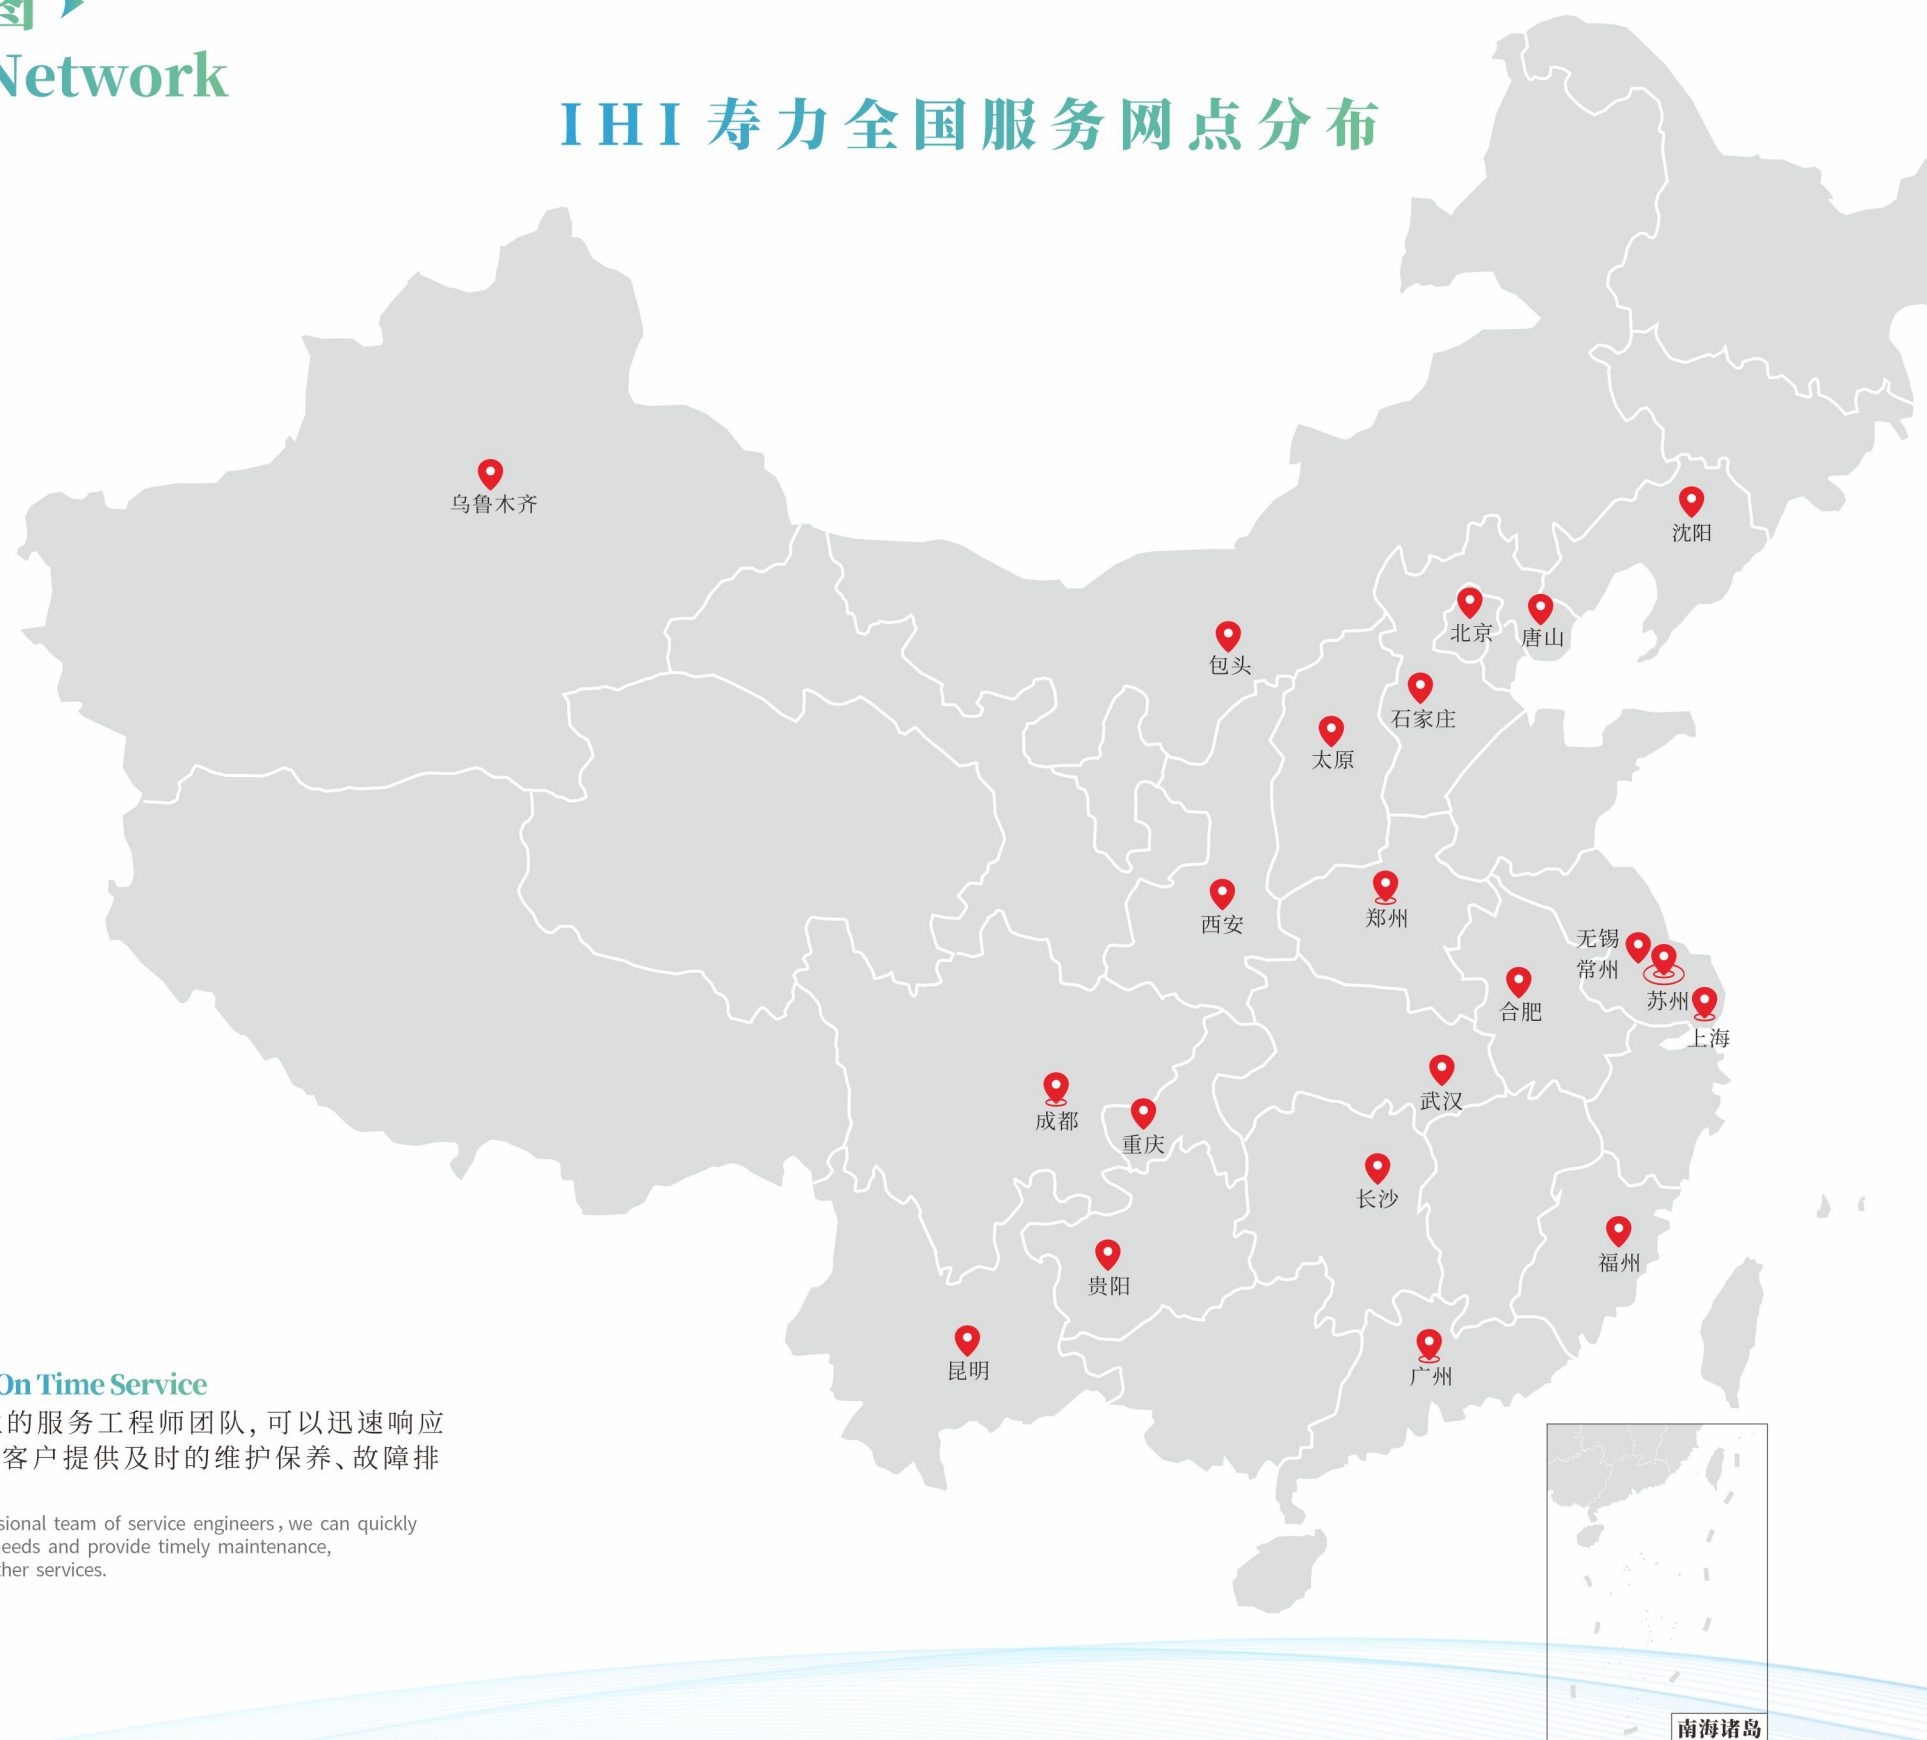 图
Network
IHI 寿力全国服务网点分布
乌鲁木齐
沈阳
北京
唐山
包头
石家庄
太原
西安
郑州
无锡
常州
苏州
合肥
上海
武汉
成都
重庆
长沙
福州
贵阳
昆明
广州
On Time Service
的服务工程师团队,可以迅速响应
客户提供及时的维护保养、故障排
sional team of service engineers, we can quickly
eeds and provide timely maintenance,
ther services.
南海诸岛